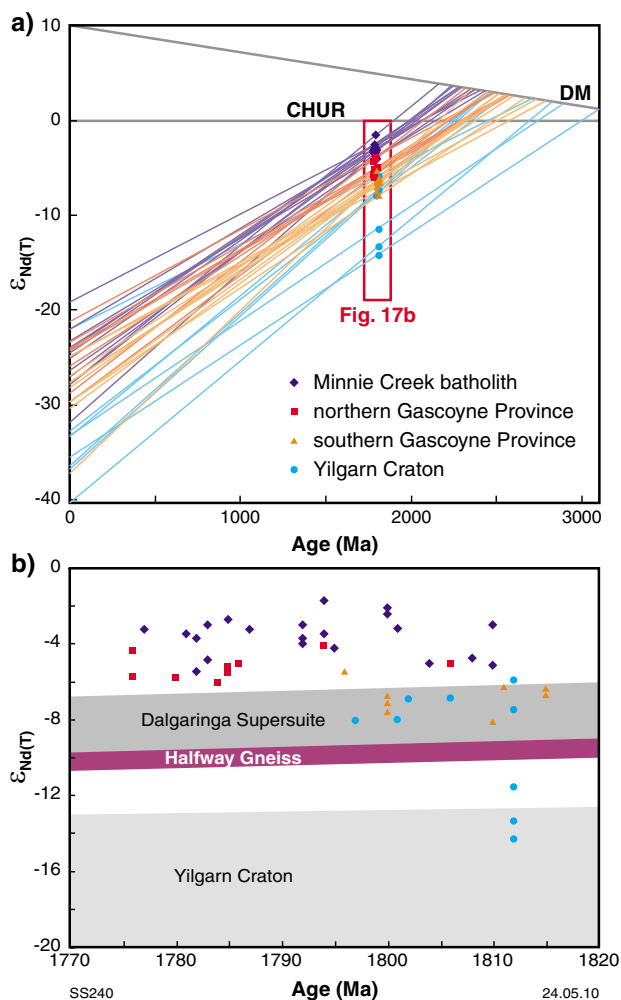 a)
10
0
-10
-20
-30
-40
εNd(T)
CHUR
DM
Fig. 17b
Minnie Creek batholith
northern Gascoyne Province
southern Gascoyne Province
Yilgarn Craton
0 1000 2000 3000
Age (Ma)
b)
0
-4
-8
-12
-16
-20
εNd(T)
Dalgaringa Supersuite
Halfway Gneiss
Yilgarn Craton
1770 1780 1790 1800 1810 1820
Age (Ma)
SS240
24.05.10